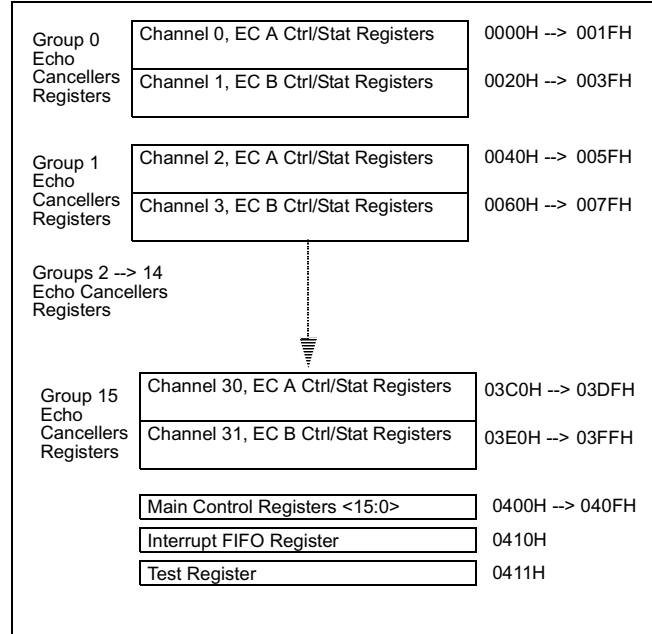 Group 0
Echo
Cancellers
Registers
Channel 0, EC A Ctrl/Stat Registers
0000H --> 001FH
Channel 1, EC B Ctrl/Stat Registers
0020H --> 003FH
Group 1
Echo
Cancellers
Registers
Channel 2, EC A Ctrl/Stat Registers
0040H --> 005FH
Channel 3, EC B Ctrl/Stat Registers
0060H --> 007FH
Groups 2 --> 14
Echo Cancellers
Registers
Group 15
Echo
Cancellers
Registers
Channel 30, EC A Ctrl/Stat Registers
03C0H --> 03DFH
Channel 31, EC B Ctrl/Stat Registers
03E0H --> 03FFH
Main Control Registers <15:0>
0400H --> 040FH
Interrupt FIFO Register
0410H
Test Register
0411H